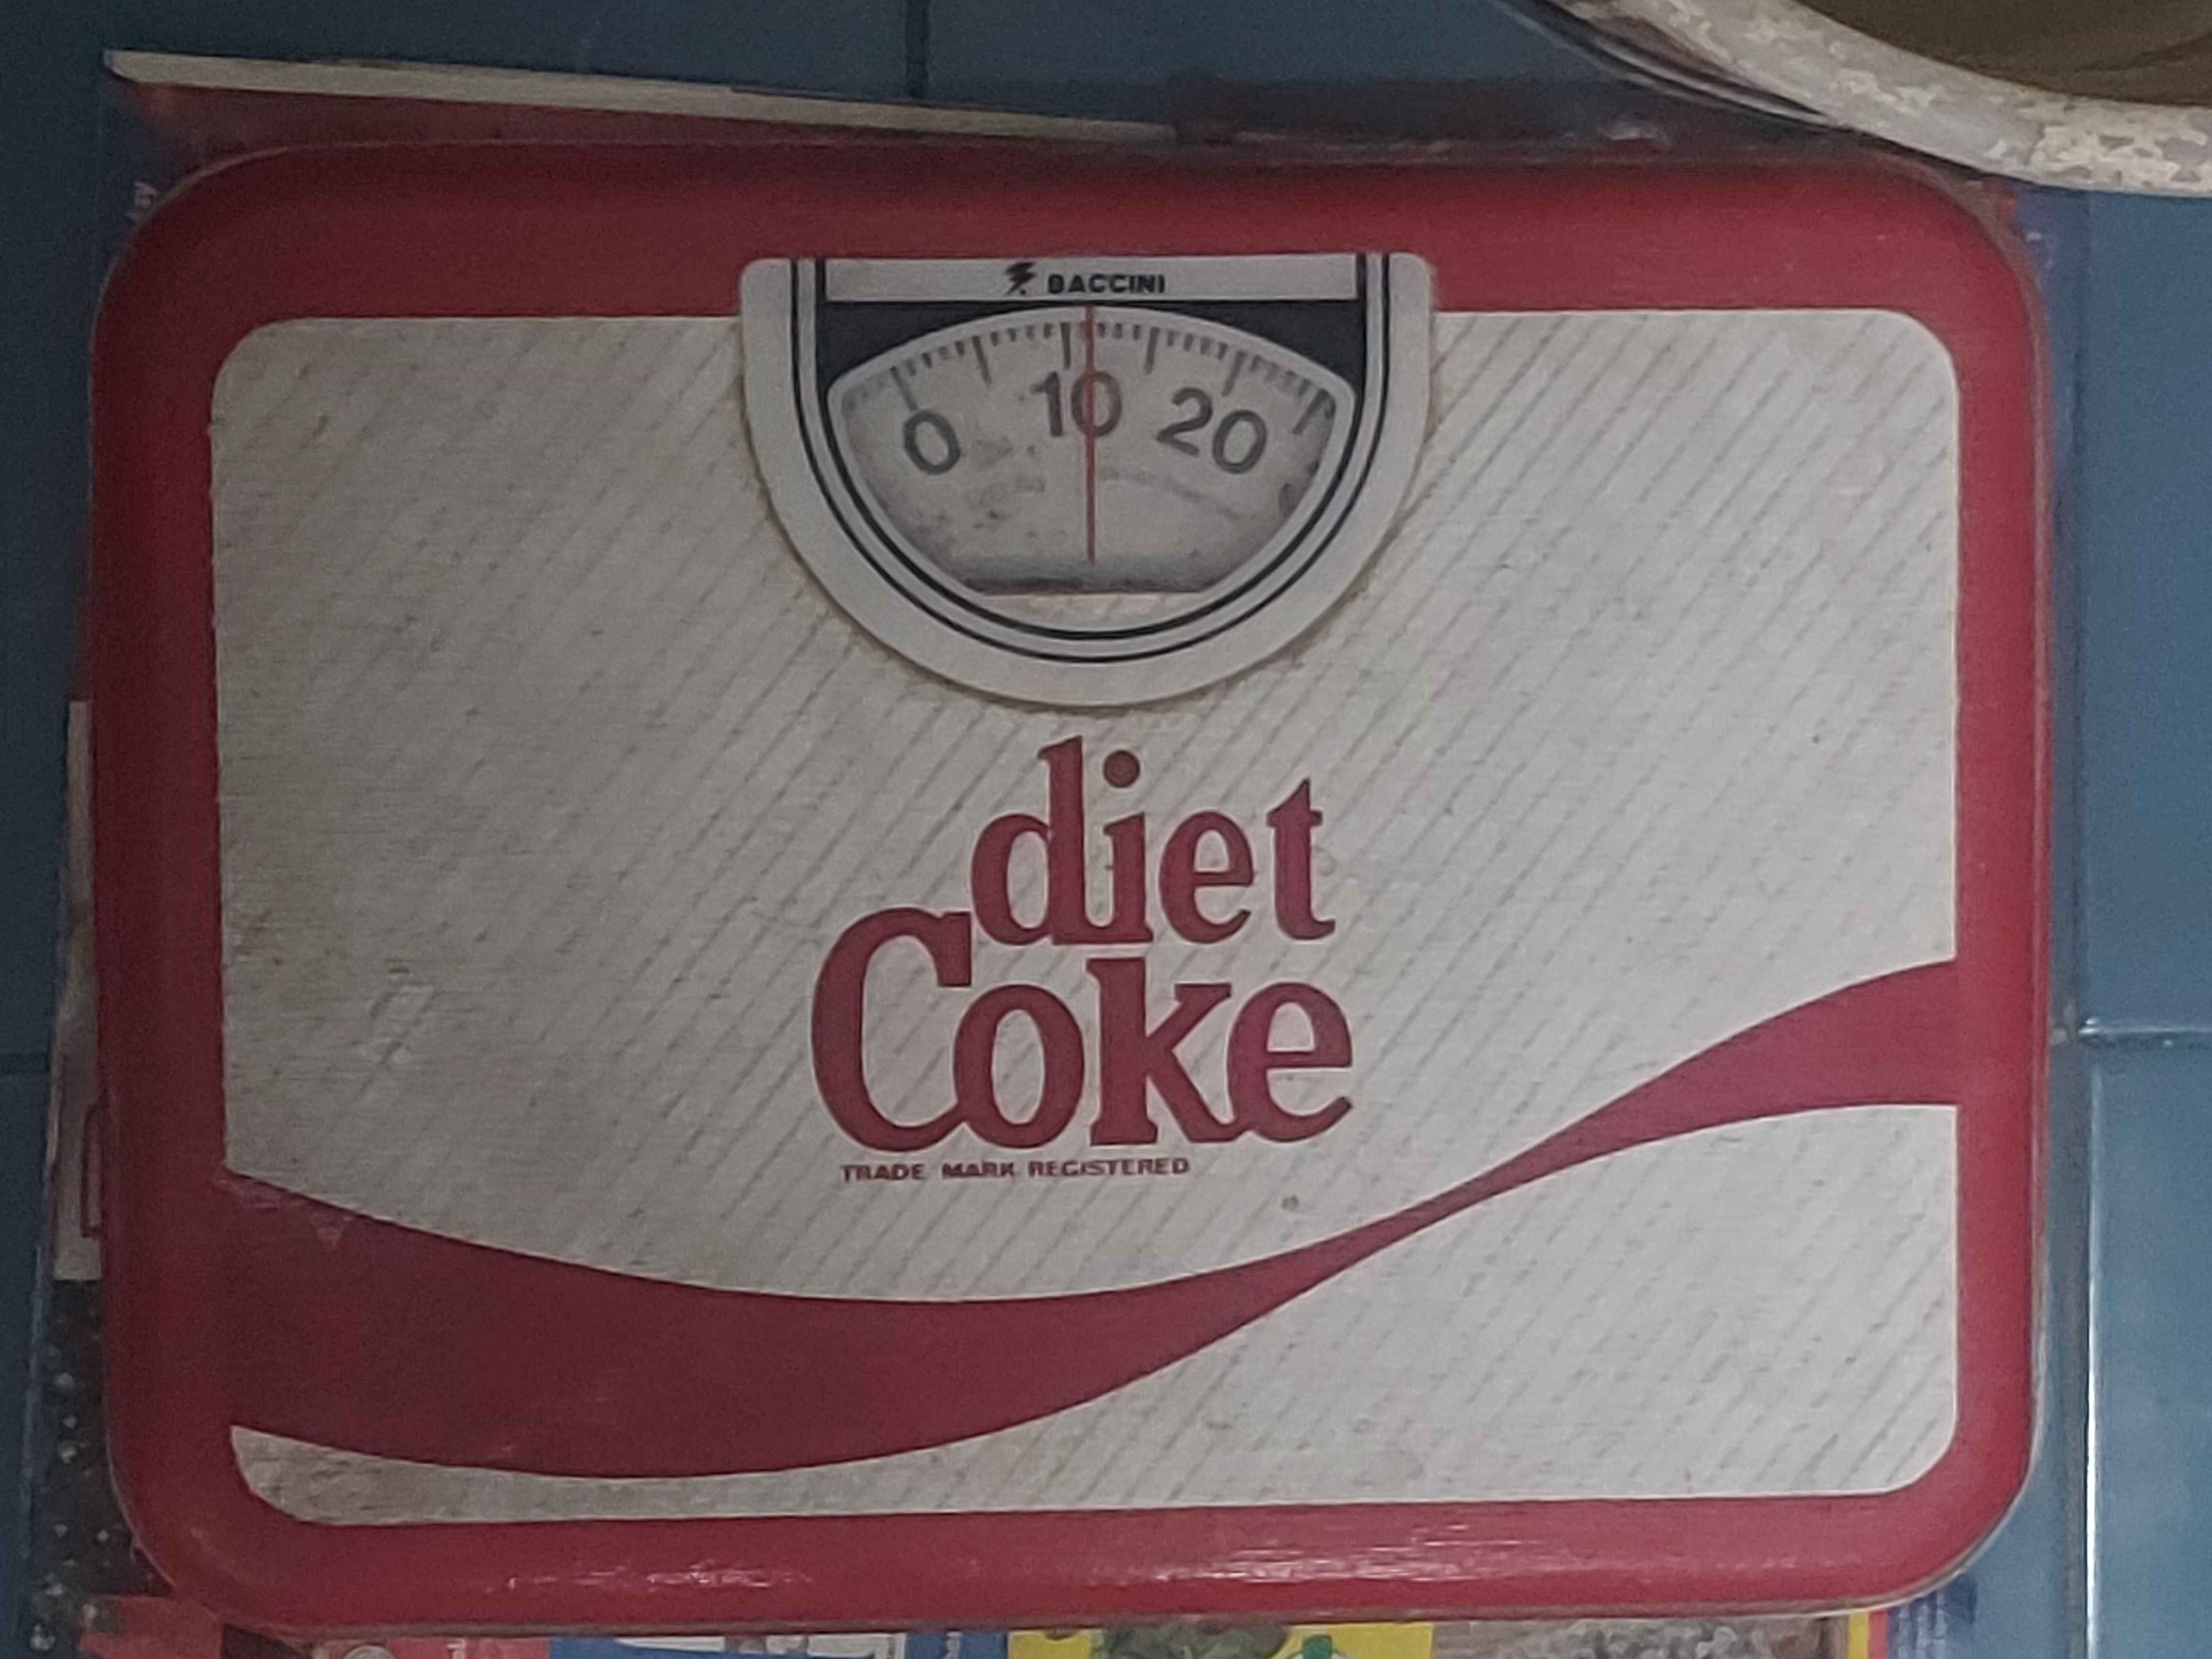 BACCINI
0 10 20
diet
Coke
TRADE MARK REGISTERED